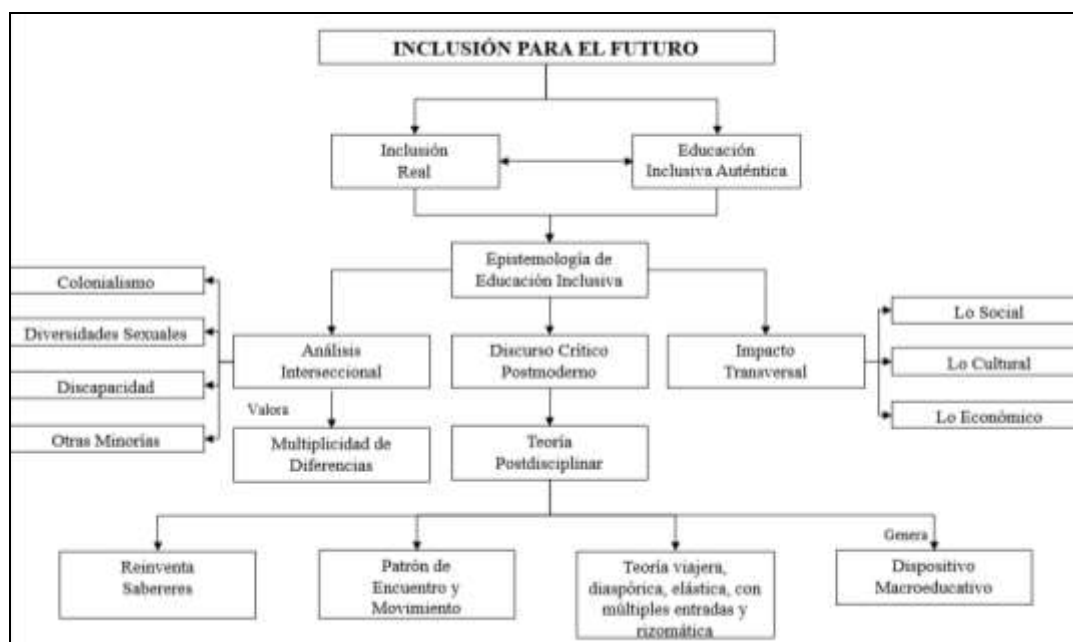 INCLUSIÓN PARA EL FUTURO
Inclusión
Real
Educación
Inclusiva Auténtica
Epistemología de
Educación Inclusiva
Colonialismo
Diversidades Sexuales
Discapacidad
Otras Minorías
Análisis
Interseccional
Discurso Crítico
Postmoderno
Impacto
Transversal
Lo Social
Lo Cultural
Lo Económico
Valora
Multiplicidad de
Diferencias
Teoría
Postdisciplinar
Reinventa
Sabereres
Patrón de
Encuentro y
Movimiento
Teoría viajera,
diaspórica, elástica, con
múltiples entradas y
rizomática
Genera
Dispositivo
Macroeducativo